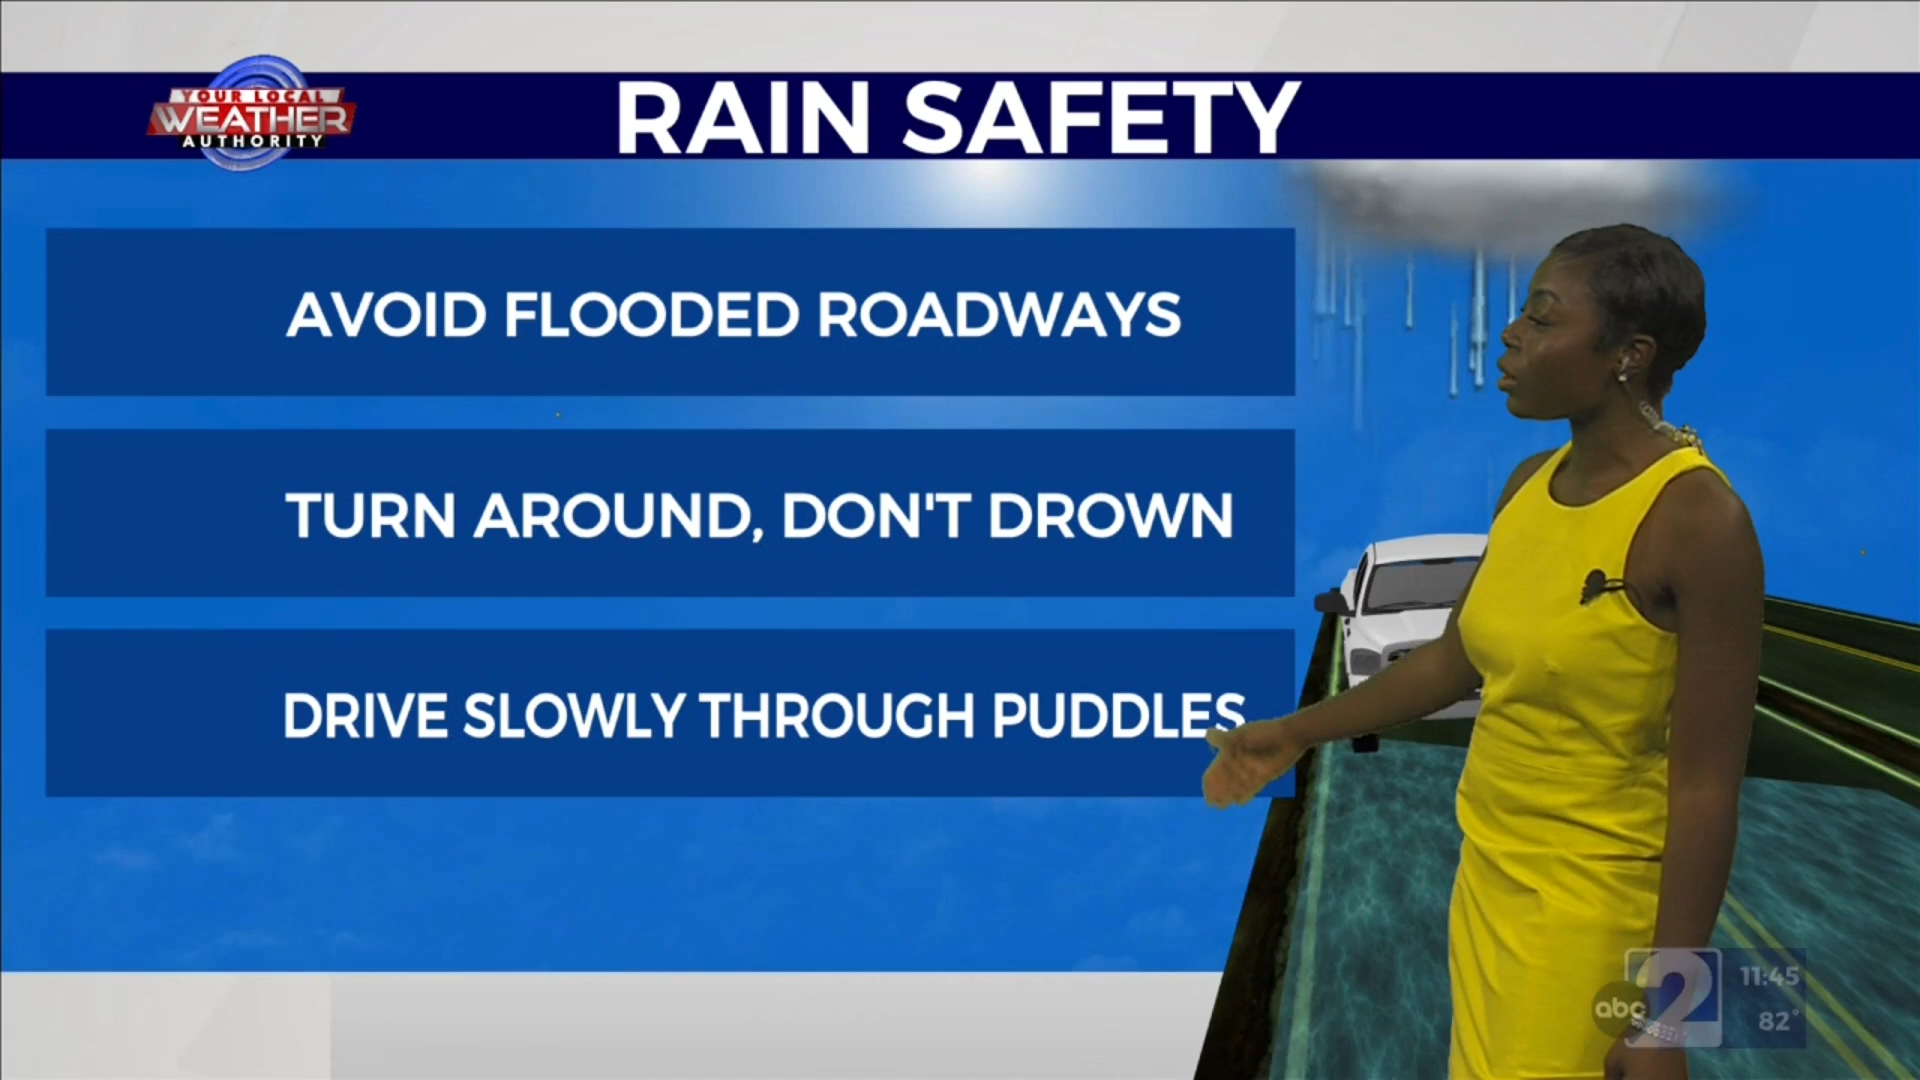 YOUR LOCAL
WEATHER
AUTHORITY
RAIN SAFETY
AVOID FLOODED ROADWAYS
TURN AROUND, DON'T DROWN
DRIVE SLOWLY THROUGH PUDDLES
abc 2
11:45
82°